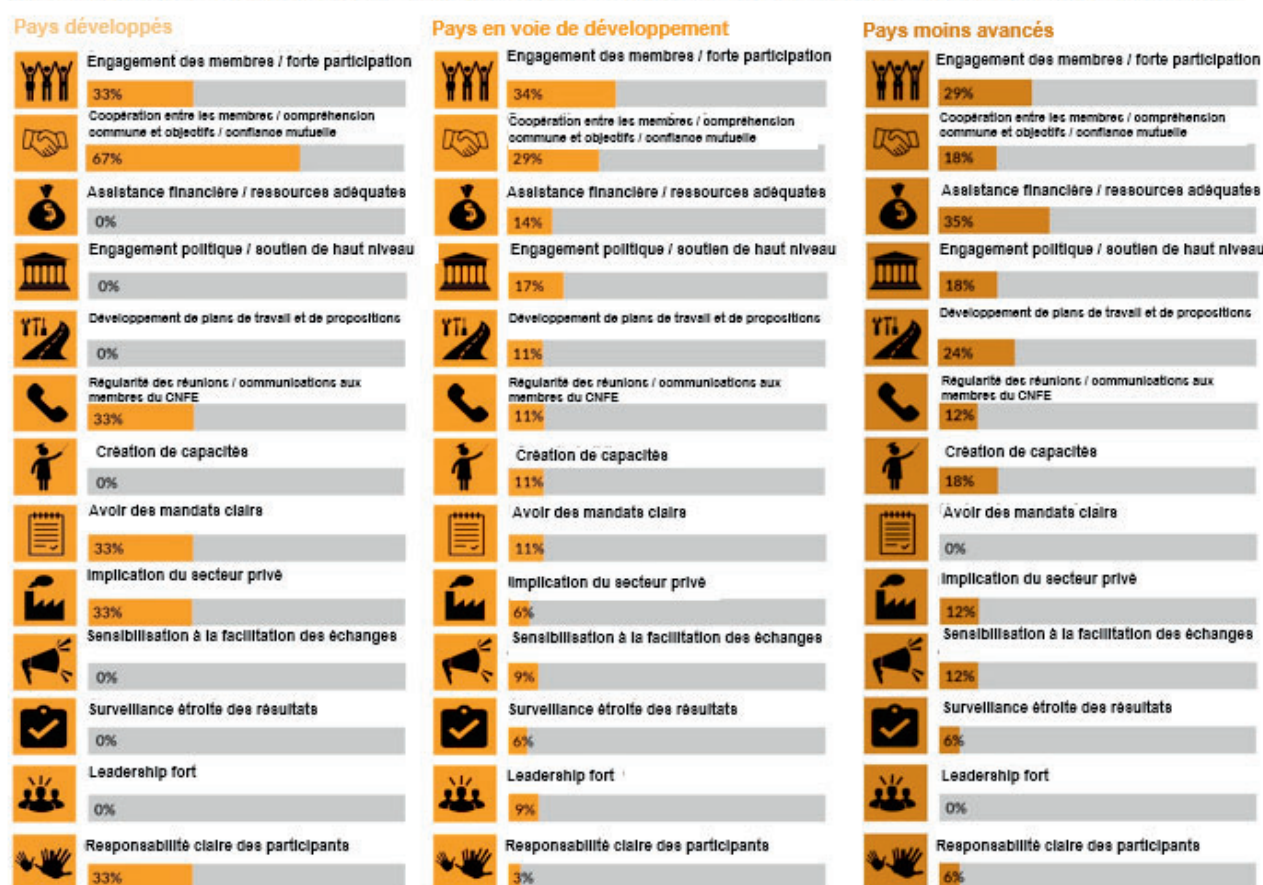 Pays développés
Engagement des membres / forte participation
33%
Coopération entre les membres / compréhension
commune et objectifs / confiance mutuelle
67%
Assistance financière / ressources adéquates
0%
Engagement politique / soutien de haut niveau
0%
Développement de plans de travail et de propositions
0%
Régularité des réunions / communications aux
membres du CNFE
33%
Création de capacités
0%
Avoir des mandats clairs
33%
Implication du secteur privé
33%
Sensibilisation à la facilitation des échanges
0%
Surveillance étroite des résultats
0%
Leadership fort
0%
Responsabilité claire des participants
33%
Pays en voie de développement
Engagement des membres / forte participation
34%
Coopération entre les membres / compréhension
commune et objectifs / confiance mutuelle
29%
Assistance financière / ressources adéquates
14%
Engagement politique / soutien de haut niveau
17%
Développement de plans de travail et de propositions
11%
Régularité des réunions / communications aux
membres du CNFE
11%
Création de capacités
11%
Avoir des mandats clairs
11%
Implication du secteur privé
6%
Sensibilisation à la facilitation des échanges
9%
Surveillance étroite des résultats
6%
Leadership fort
9%
Responsabilité claire des participants
3%
Pays moins avancés
Engagement des membres / forte participation
29%
Coopération entre les membres / compréhension
commune et objectifs / confiance mutuelle
18%
Assistance financière / ressources adéquates
35%
Engagement politique / soutien de haut niveau
18%
Développement de plans de travail et de propositions
24%
Régularité des réunions / communications aux
membres du CNFE
12%
Création de capacités
18%
Avoir des mandats clairs
0%
Implication du secteur privé
12%
Sensibilisation à la facilitation des échanges
12%
Surveillance étroite des résultats
6%
Leadership fort
0%
Responsabilité claire des participants
6%